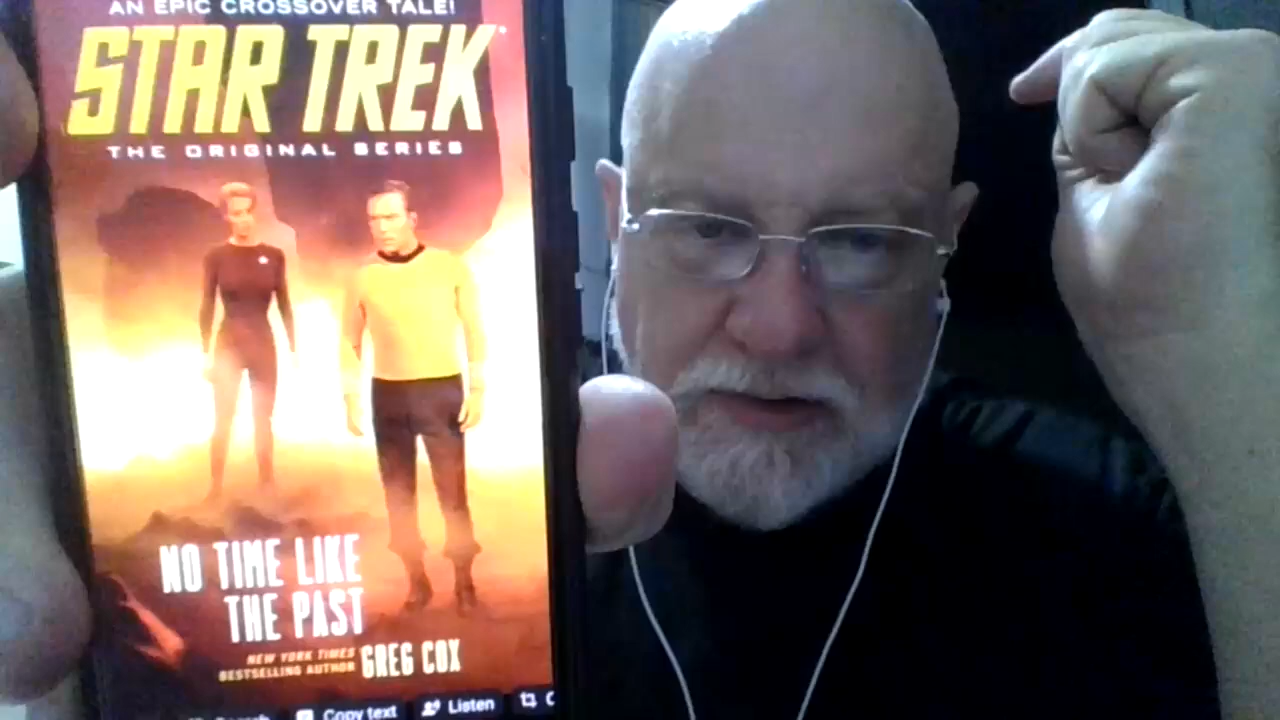 AN EPIC CROSSOVER TALE!
STAR TREK
THE ORIGINAL SERIES
NO TIME LIKE
THE PAST
NEW YORK TIMES
BESTSELLING AUTHOR GREG COX
Copy text Listen